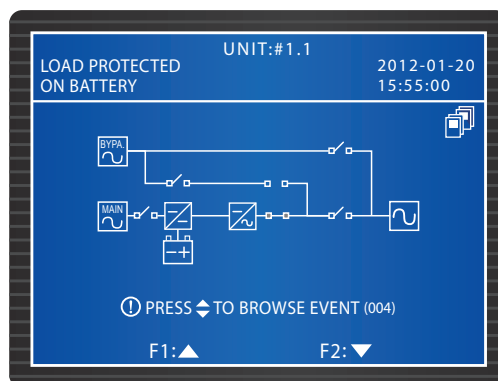 UNIT:#1.1
LOAD PROTECTED 2012-01-20
ON BATTERY 15:55:00
BYPA.
MAIN
PRESS TO BROWSE EVENT (004)
F1: F2: